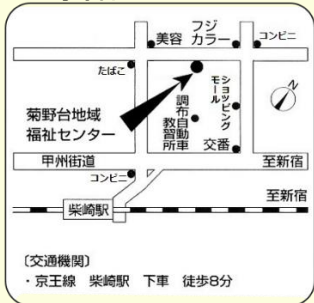 美容
フジ
カラー
コンビニ
たばこ
N
菊野台地域
福祉センター
調布自動車
教習所
ショッピング
モール
交番
甲州街道
至新宿
コンビニ
至新宿
柴崎駅
〔交通機関〕
・京王線　柴崎駅　下車　徒歩8分